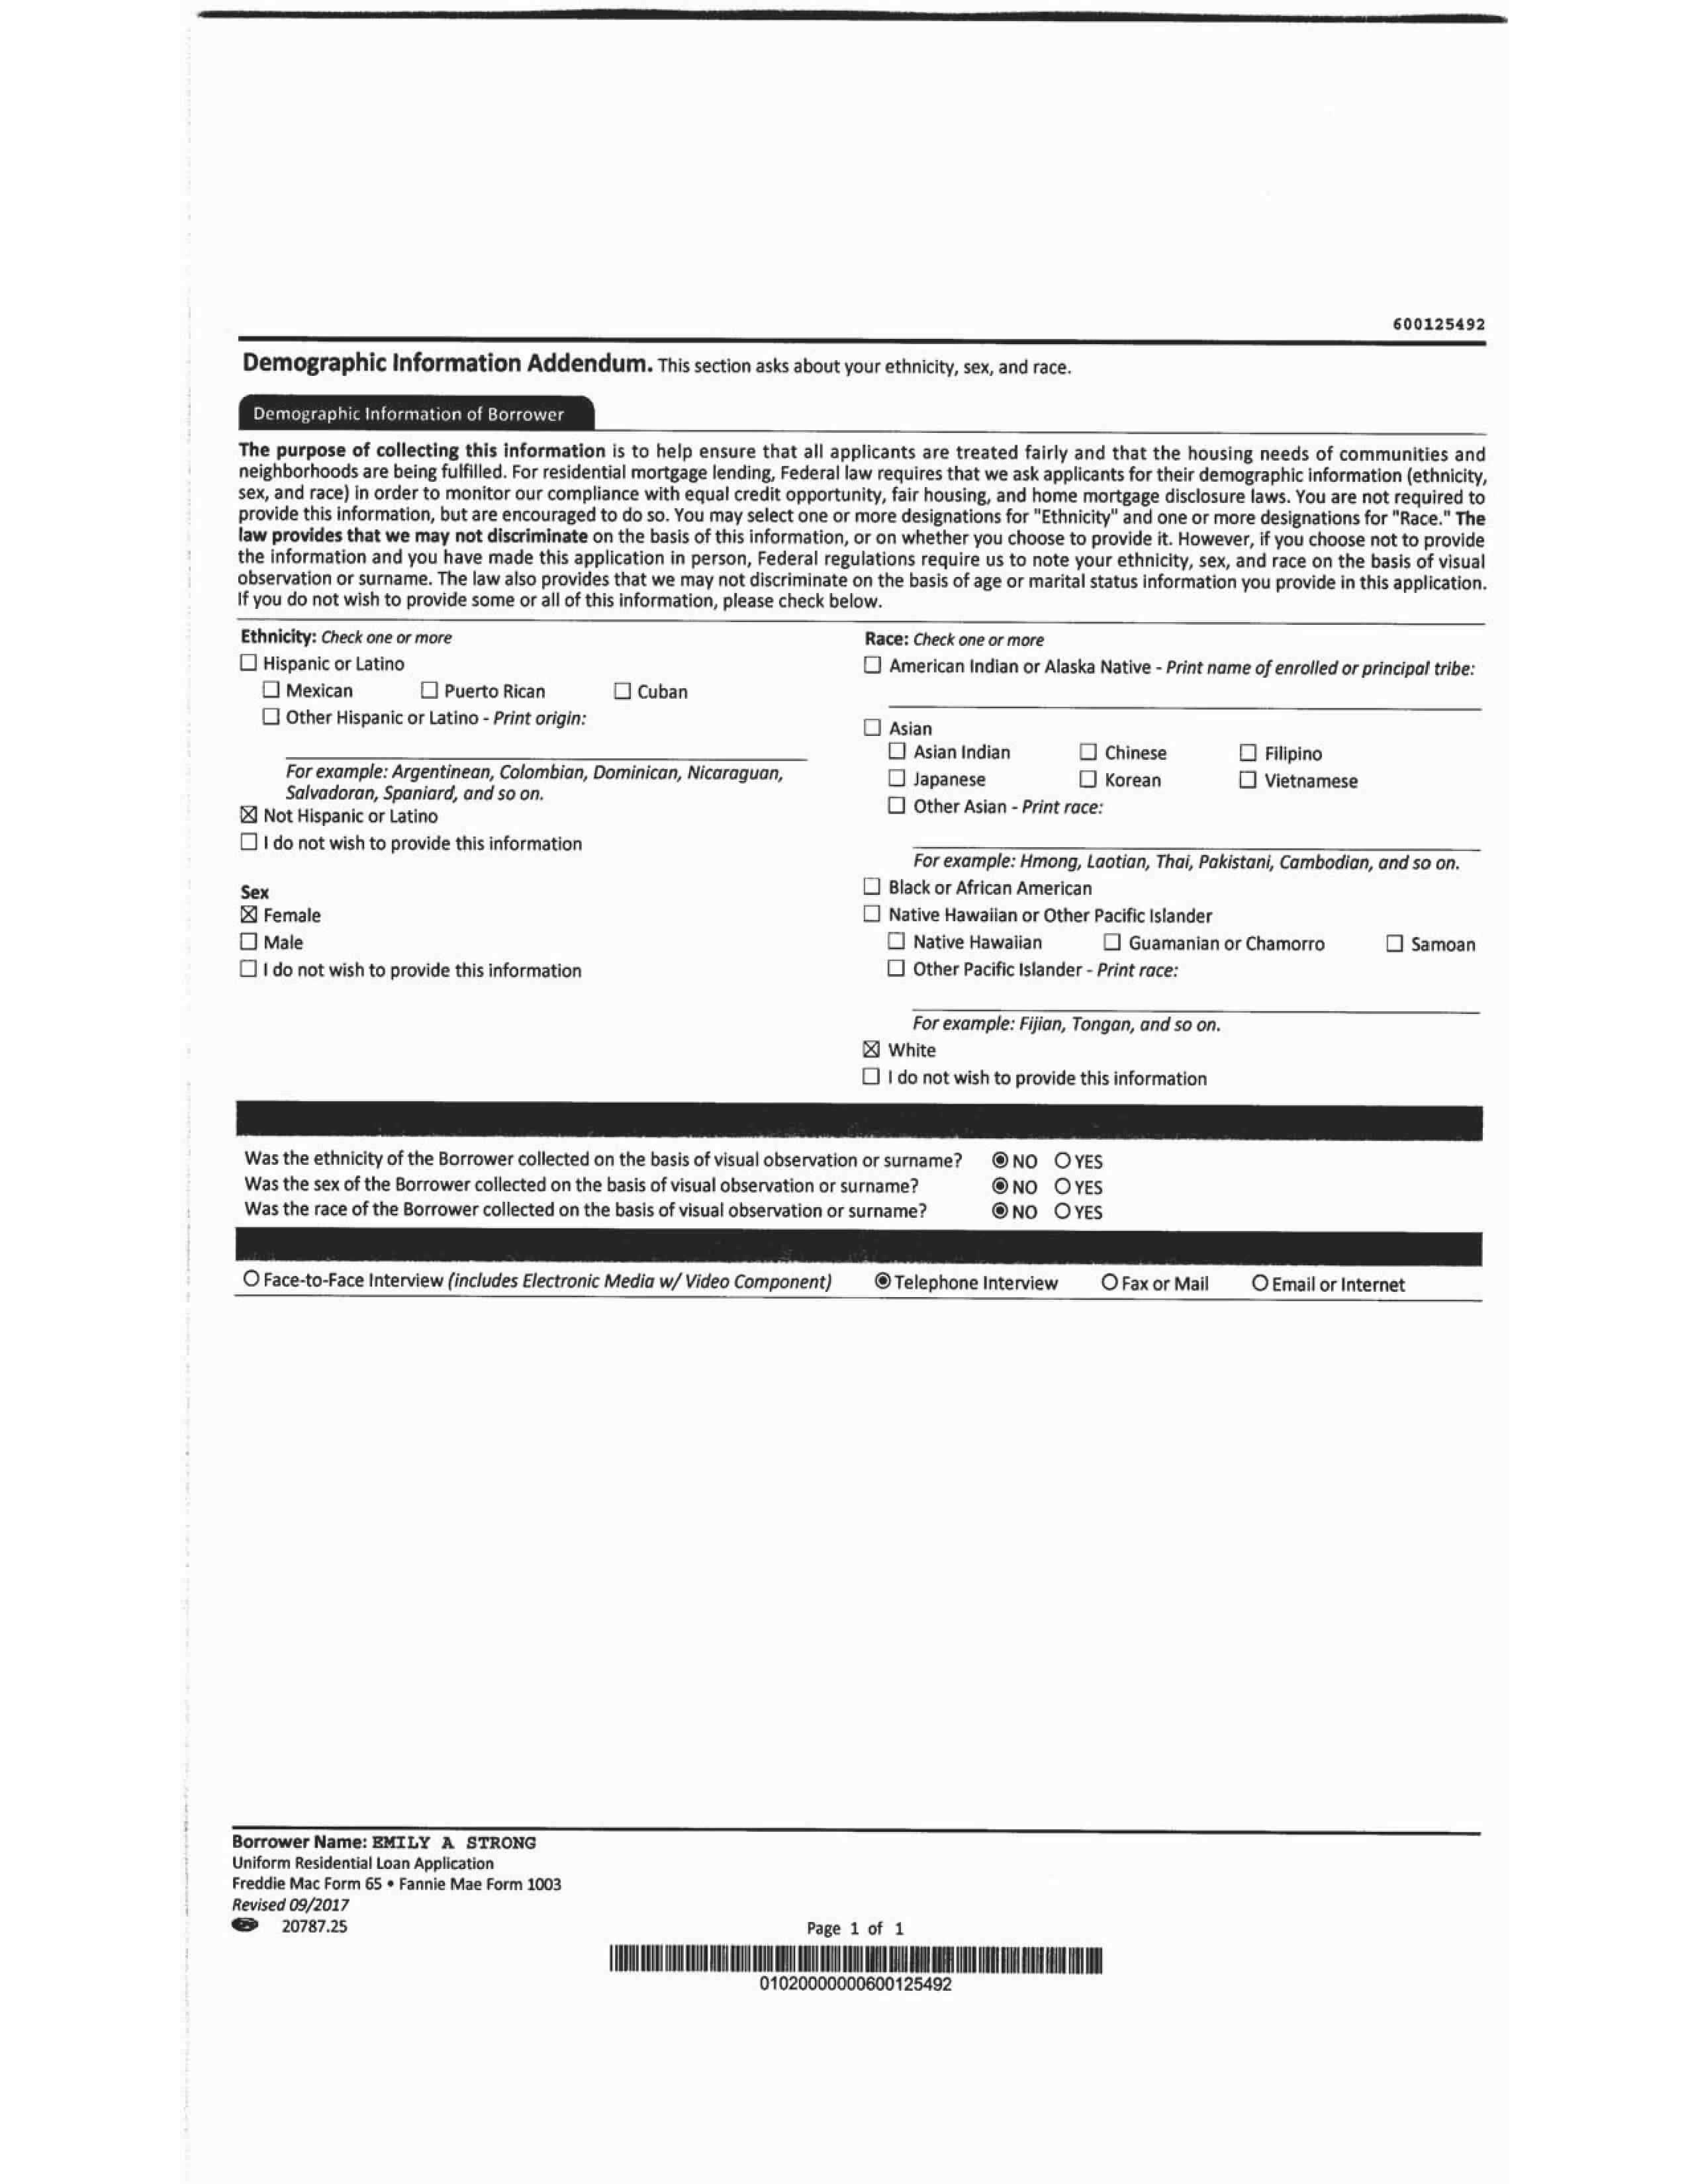 600125492
Demographic Information Addendum. This section asks about your ethnicity, sex, and race.
Demographic Information of Borrower
The purpose of collecting this information is to help ensure that all applicants are treated fairly and that the housing needs of communities and
neighborhoods are being fulfilled. For residential mortgage lending, Federal law requires that we ask applicants for their demographic information (ethnicity,
sex, and race) in order to monitor our compliance with equal credit opportunity, fair housing, and home mortgage disclosure laws. You are not required to
provide this information, but are encouraged to do so. You may select one or more designations for "Ethnicity" and one or more designations for "Race." The
law provides that we may not discriminate on the basis of this information, or on whether you choose to provide it. However, if you choose not to provide
the information and you have made this application in person, Federal regulations require us to note your ethnicity, sex, and race on the basis of visual
observation or surname. The law also provides that we may not discriminate on the basis of age or marital status information you provide in this application.
If you do not wish to provide some or all of this information, please check below.
Ethnicity: Check one or more
☐ Hispanic or Latino
☐ Mexican ☐ Puerto Rican ☐ Cuban
☐ Other Hispanic or Latino - Print origin:
For example: Argentinean, Colombian, Dominican, Nicaraguan,
Salvadoran, Spaniard, and so on.
☒ Not Hispanic or Latino
☐ I do not wish to provide this information
Sex
☒ Female
☐ Male
☐ I do not wish to provide this information
Race: Check one or more
☐ American Indian or Alaska Native - Print name of enrolled or principal tribe:
☐ Asian
☐ Asian Indian ☐ Chinese ☐ Filipino
☐ Japanese ☐ Korean ☐ Vietnamese
☐ Other Asian - Print race:
For example: Hmong, Laotian, Thai, Pakistani, Cambodian, and so on.
☐ Black or African American
☐ Native Hawaiian or Other Pacific Islander
☐ Native Hawaiian ☐ Guamanian or Chamorro ☐ Samoan
☐ Other Pacific Islander - Print race:
For example: Fijian, Tongan, and so on.
☒ White
☐ I do not wish to provide this information
Was the ethnicity of the Borrower collected on the basis of visual observation or surname? ◉ NO ○ YES
Was the sex of the Borrower collected on the basis of visual observation or surname? ◉ NO ○ YES
Was the race of the Borrower collected on the basis of visual observation or surname? ◉ NO ○ YES
○ Face-to-Face Interview (includes Electronic Media w/ Video Component) ◉ Telephone Interview ○ Fax or Mail ○ Email or Internet
Borrower Name: EMILY A STRONG
Uniform Residential Loan Application
Freddie Mac Form 65 • Fannie Mae Form 1003
Revised 09/2017
20787.25
Page 1 of 1
01020000000600125492